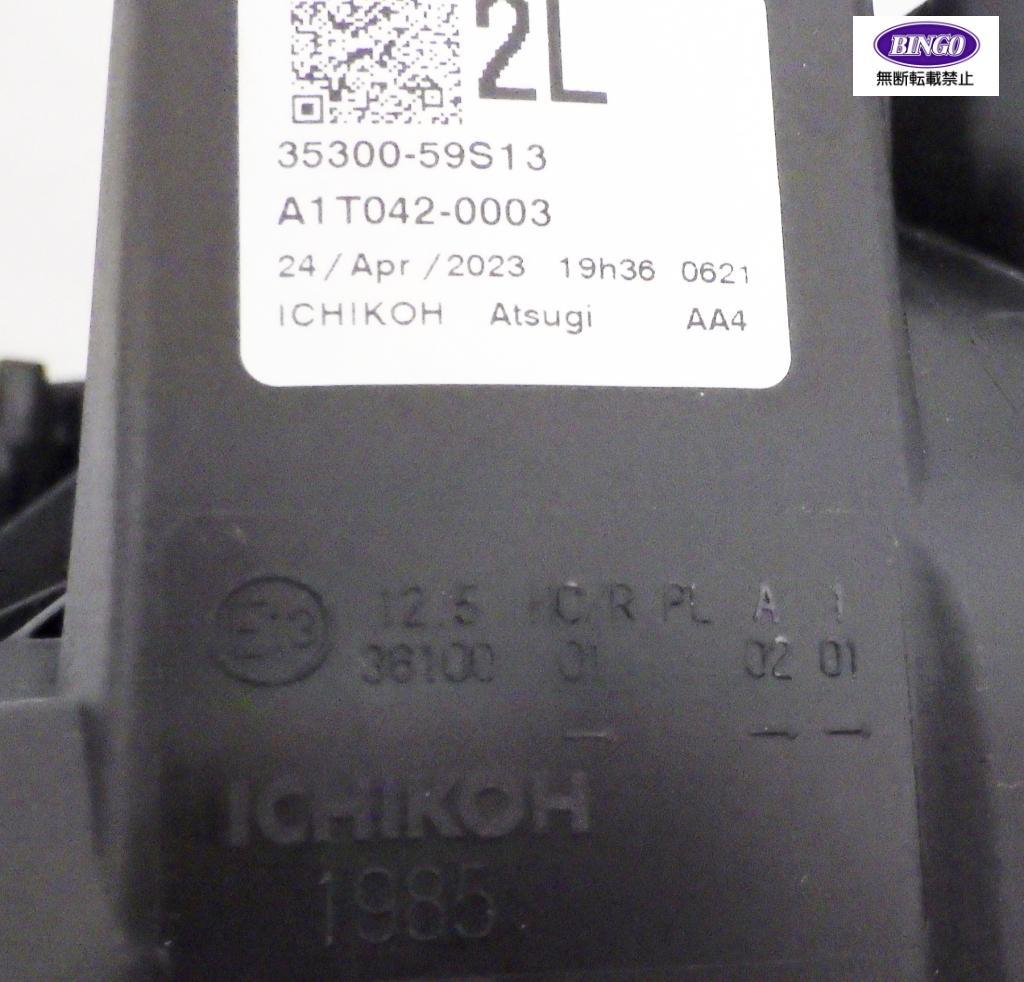 BINGO
無断転載禁止
2L
35300-59S13
A1T042-0003
24/Apr/2023 19h36 0621
ICHIKOH Atsugi AA4
E13 12.5 HC/R PL A 1
38100 01 02 01
ICHIKOH
1985